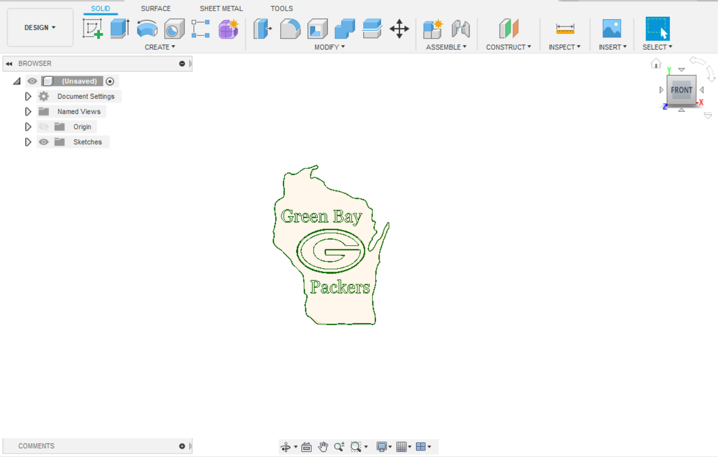 SOLID SURFACE SHEET METAL TOOLS
DESIGN
CREATE MODIFY ASSEMBLE CONSTRUCT INSPECT INSERT SELECT
BROWSER
(Unsaved)
Document Settings
Named Views
Origin
Sketches
Y
FRONT
X
Z
Green Bay
G
Packers
COMMENTS